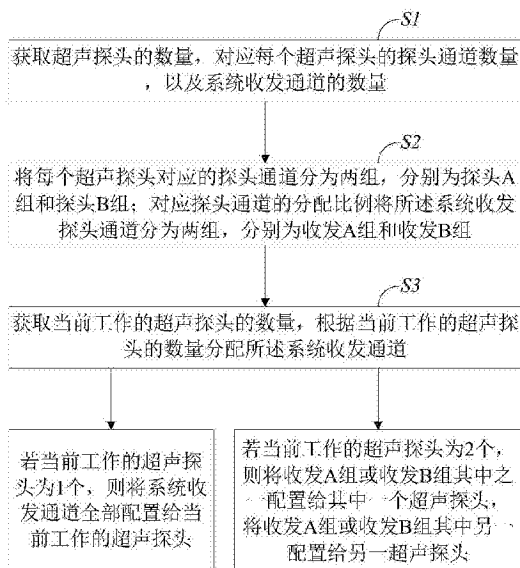 S1
获取超声探头的数量，对应每个超声探头的探头通道数量
，以及系统收发通道的数量
S2
将每个超声探头对应的探头通道分为两组，分别为探头A
组和探头B组；对应探头通道的分配比例将所述系统收发
探头通道分为两组，分别为收发A组和收发B组
S3
获取当前工作的超声探头的数量，根据当前工作的超声探
头的数量分配所述系统收发通道
若当前工作的超声探
头为1个，则将系统收
发通道全部配置给当
前工作的超声探头
若当前工作的超声探头为2个，
则将收发A组或收发B组其中之
一配置给其中一个超声探头，
将收发A组或收发B组其中另一
配置给另一超声探头